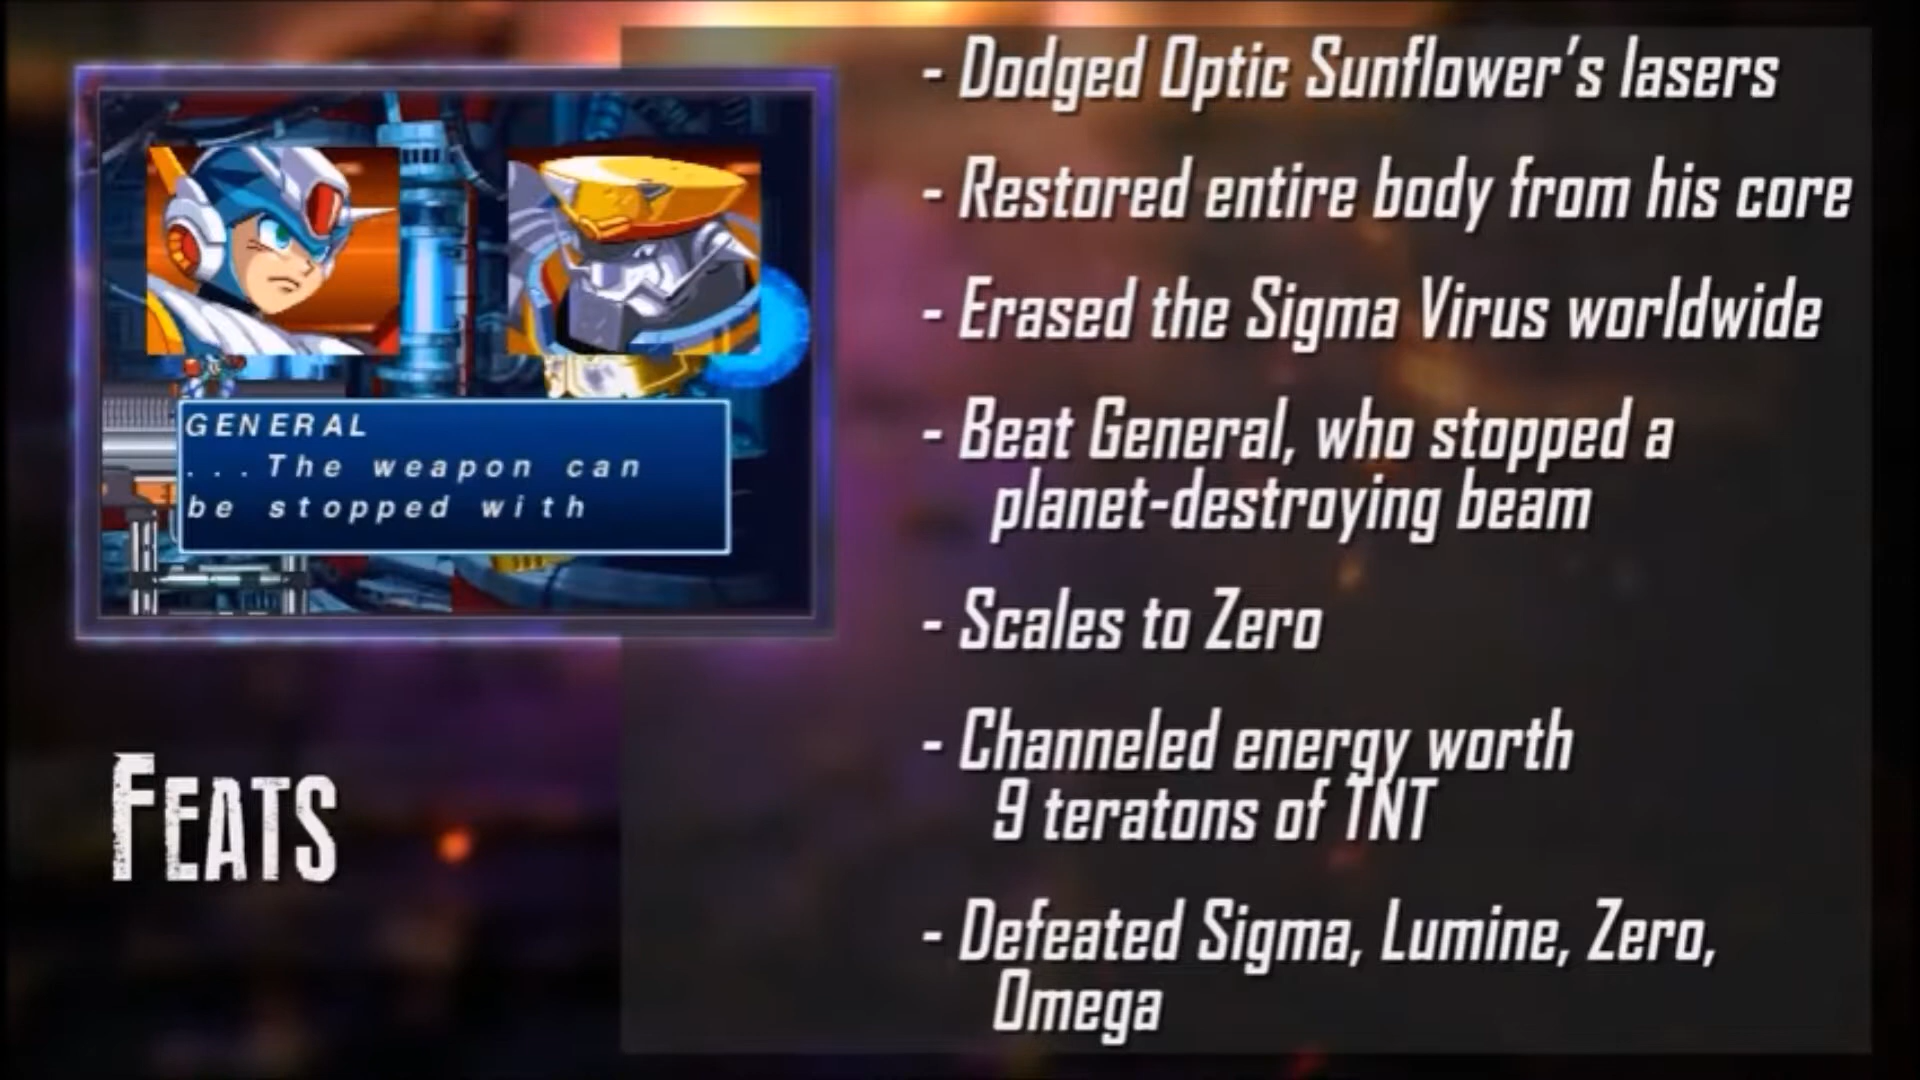 GENERAL
...The weapon can
be stopped with
FEATS
- Dodged Optic Sunflower's lasers
- Restored entire body from his core
- Erased the Sigma Virus worldwide
- Beat General, who stopped a
planet-destroying beam
- Scales to Zero
- Channeled energy worth
9 teratons of TNT
- Defeated Sigma, Lumine, Zero,
Omega